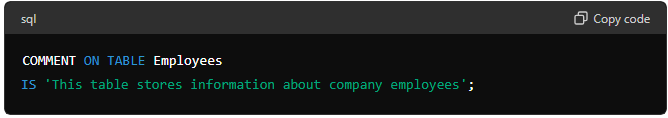 sql
Copy code
COMMENT ON TABLE Employees
IS 'This table stores information about company employees';